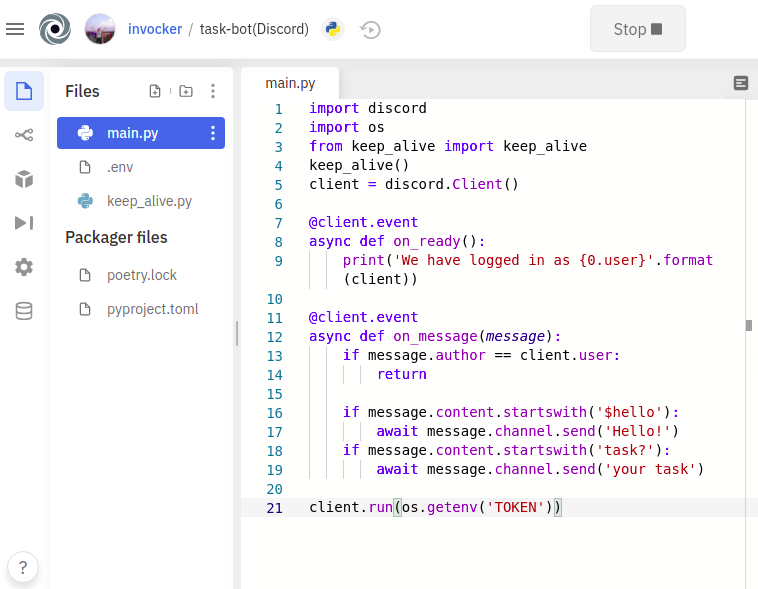 invocker / task-bot(Discord)
Stop
Files
main.py
.env
keep_alive.py
Packager files
poetry.lock
pyproject.toml
?
main.py
1 import discord
2 import os
3 from keep_alive import keep_alive
4 keep_alive()
5 client = discord.Client()
6
7 @client.event
8 async def on_ready():
9 print('We have logged in as {0.user}'.format
(client))
10
11 @client.event
12 async def on_message(message):
13 if message.author == client.user:
14 return
15
16 if message.content.startswith('$hello'):
17 await message.channel.send('Hello!')
18 if message.content.startswith('task?'):
19 await message.channel.send('your task')
20
21 client.run(os.getenv('TOKEN'))